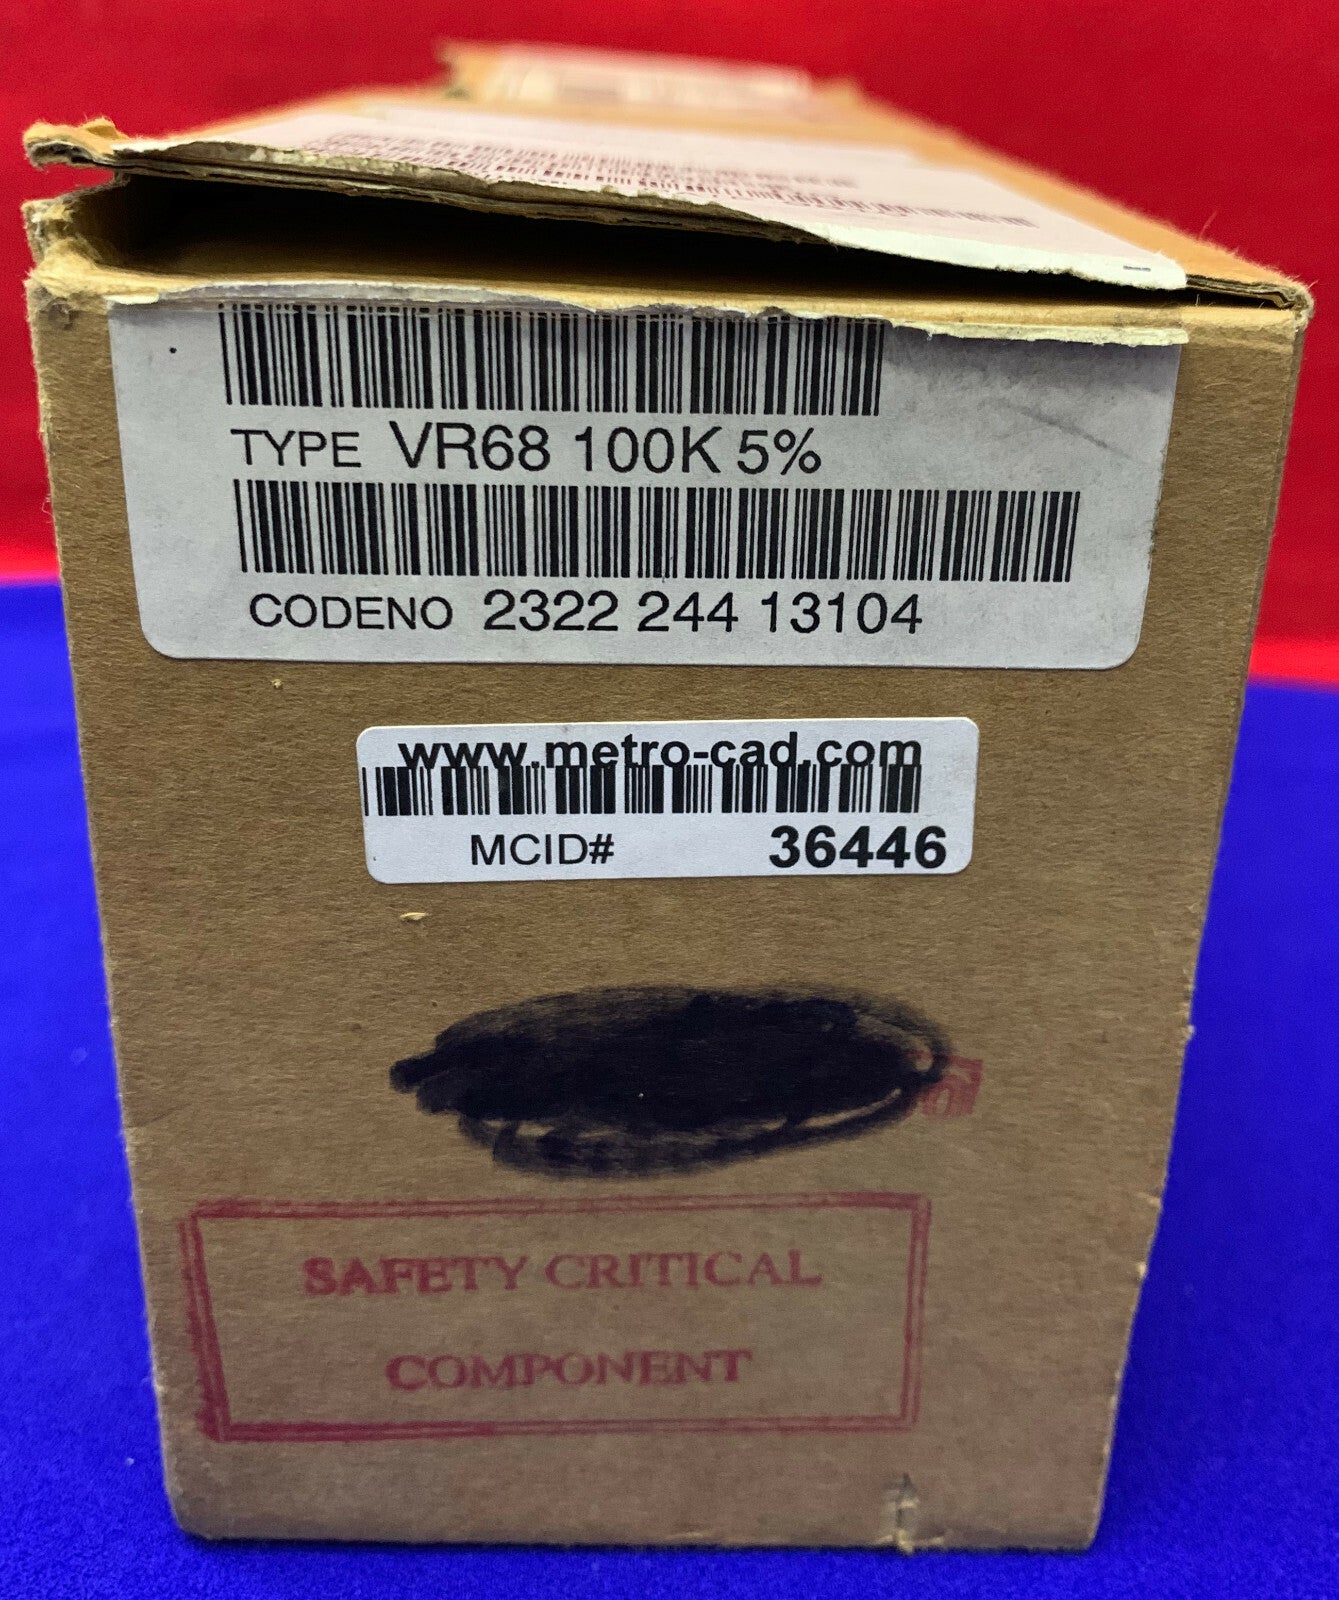 TYPE VR68 100K 5%
CODENO 2322 244 13104
www.metro-cad.com
MCID# 36446
SAFETY CRITICAL
COMPONENT